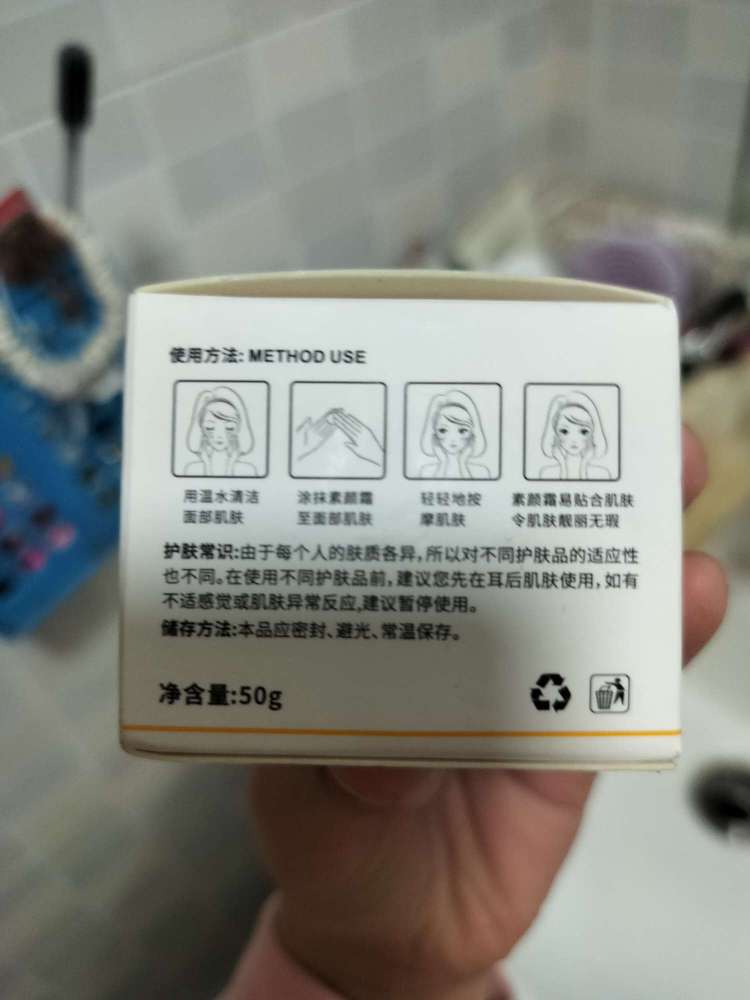 使用方法: METHOD USE
用温水清洁 涂抹素颜霜 轻轻地按 素颜霜易贴合肌肤
面部肌肤 至面部肌肤 摩肌肤 令肌肤靓丽无瑕
护肤常识:由于每个人的肤质各异,所以对不同护肤品的适应性
也不同。在使用不同护肤品前,建议您先在耳后肌肤使用,如有
不适感觉或肌肤异常反应,建议暂停使用。
储存方法:本品应密封、避光、常温保存。
净含量:50g